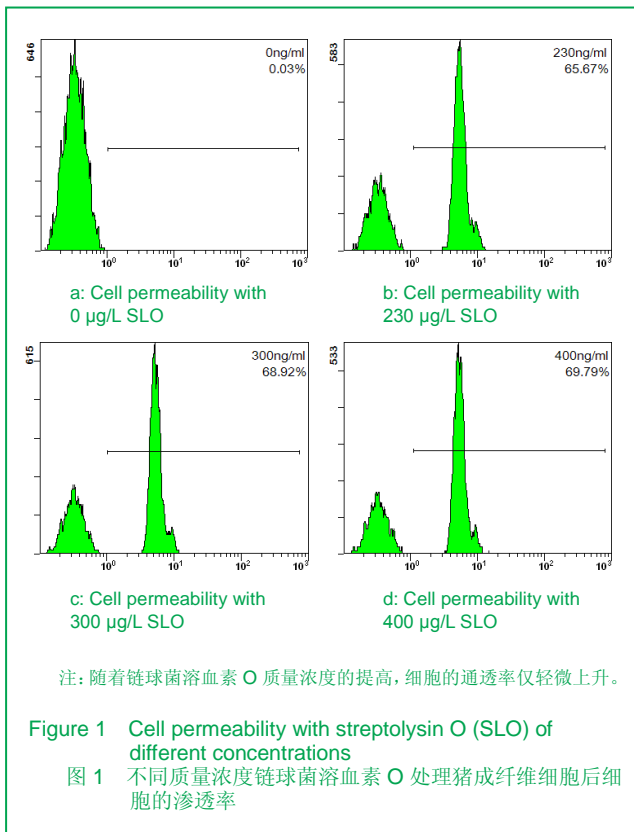 646
0ng/ml
0.03%
10⁰ 10¹ 10² 10³
a: Cell permeability with
0 μg/L SLO
583
230ng/ml
65.67%
10⁰ 10¹ 10² 10³
b: Cell permeability with
230 μg/L SLO
615
300ng/ml
68.92%
10⁰ 10¹ 10² 10³
c: Cell permeability with
300 μg/L SLO
533
400ng/ml
69.79%
10⁰ 10¹ 10² 10³
d: Cell permeability with
400 μg/L SLO
注：随着链球菌溶血素 O 质量浓度的提高，细胞的通透率仅轻微上升。
Figure 1 Cell permeability with streptolysin O (SLO) of
different concentrations
图 1 不同质量浓度链球菌溶血素 O 处理猪成纤维细胞后细
胞的渗透率